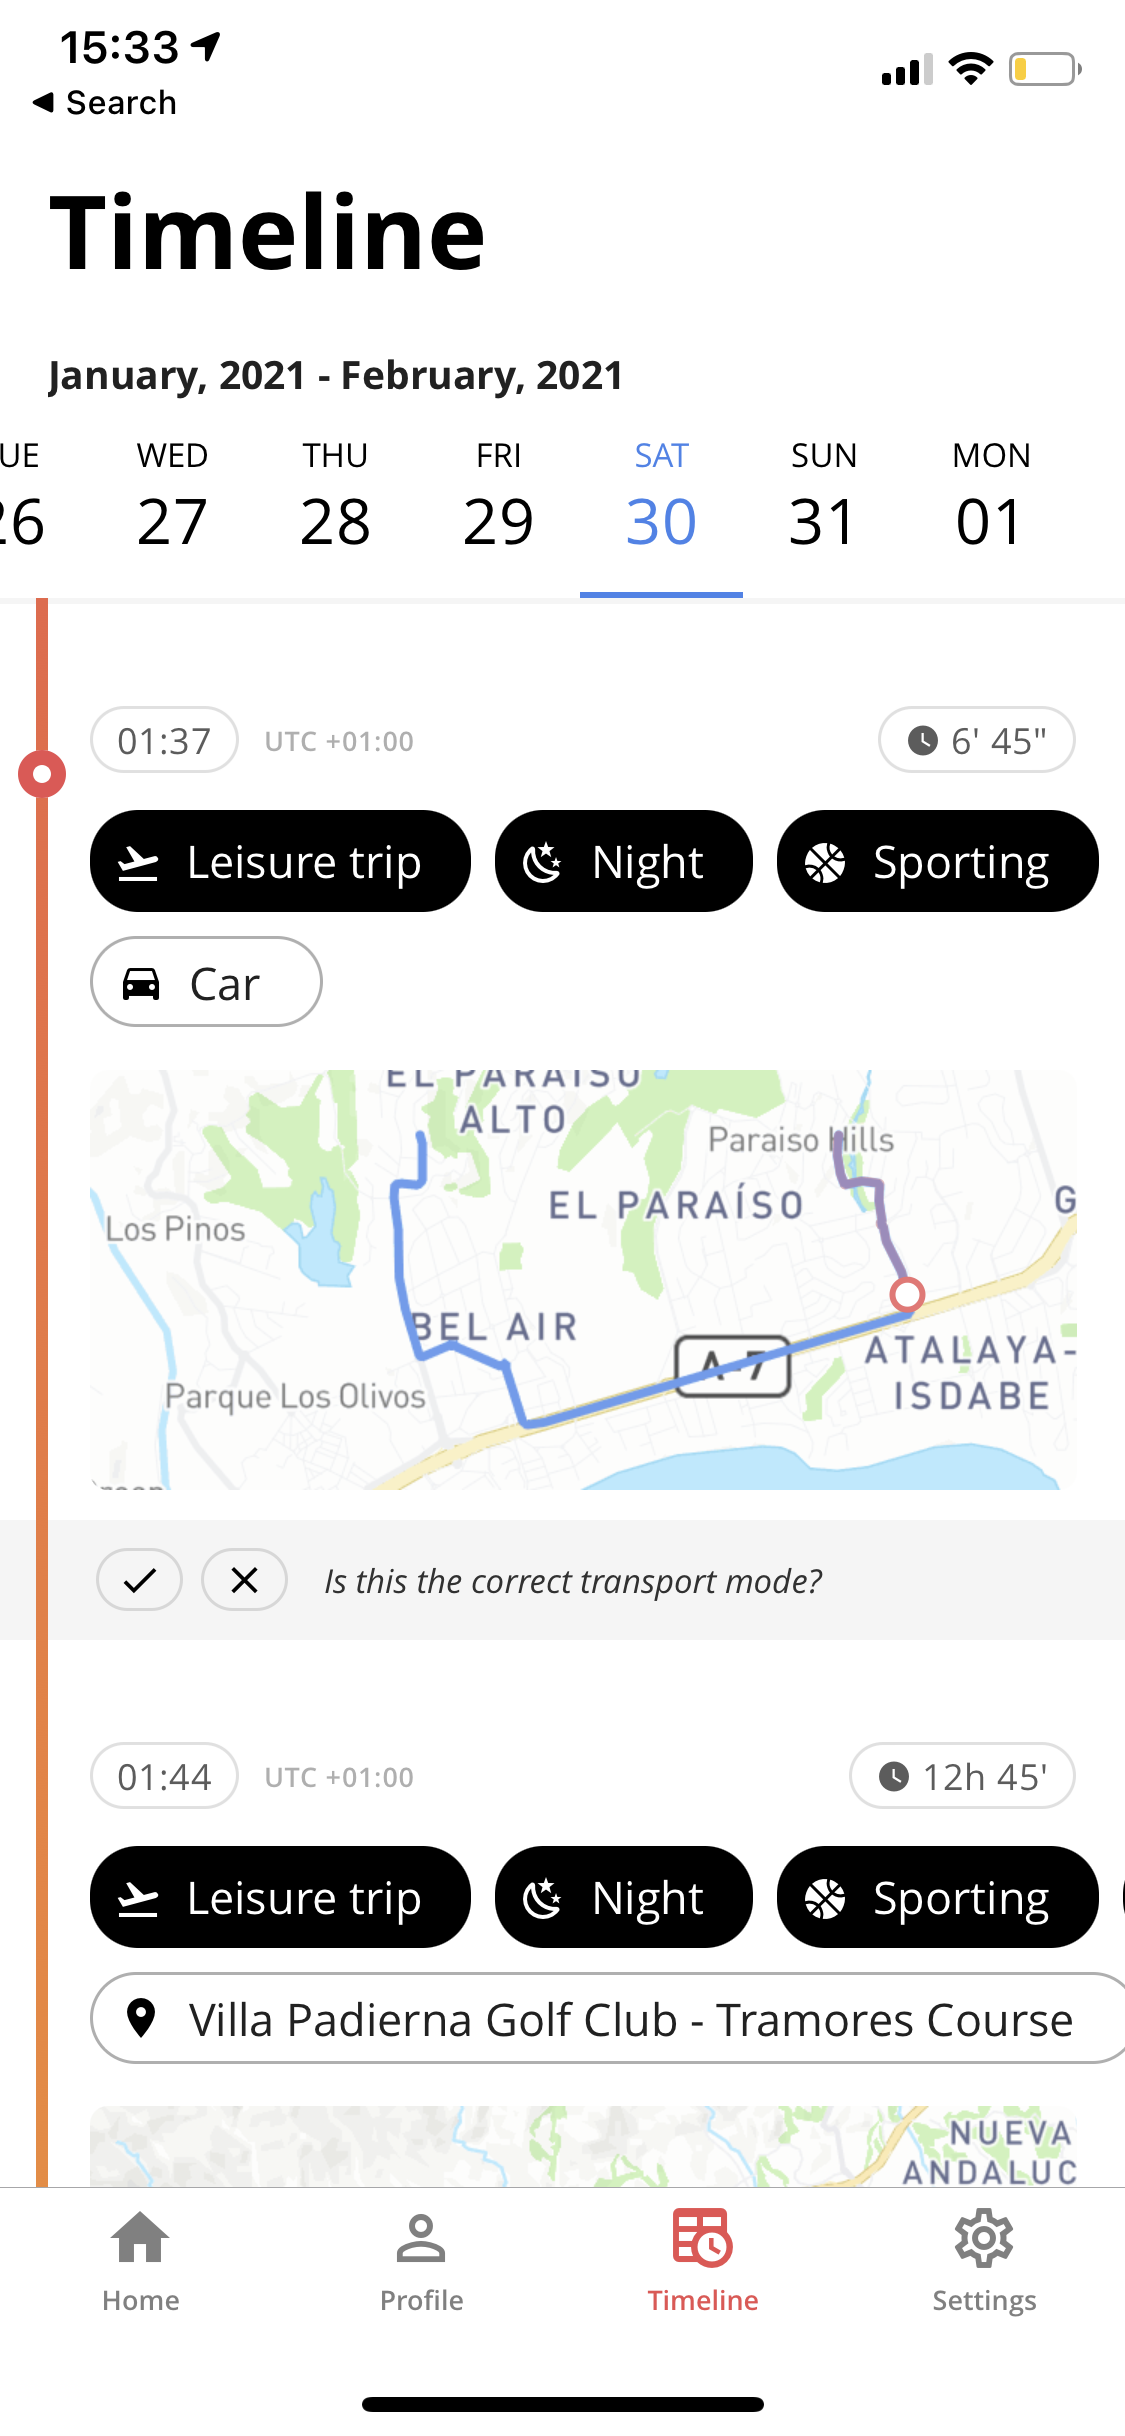 15:33
Search
Timeline
January, 2021 - February, 2021
UE WED THU FRI SAT SUN MON
26 27 28 29 30 31 01
01:37 UTC +01:00 6' 45"
Leisure trip Night Sporting
Car
EL PARAISO
ALTO
Paraiso Hills
EL PARAÍSO
G
Los Pinos
BEL AIR
A-7
ATALAYA-
ISDABE
Parque Los Olivos
Is this the correct transport mode?
01:44 UTC +01:00 12h 45'
Leisure trip Night Sporting
Villa Padierna Golf Club - Tramores Course
NUEVA
ANDALUC
Home Profile Timeline Settings